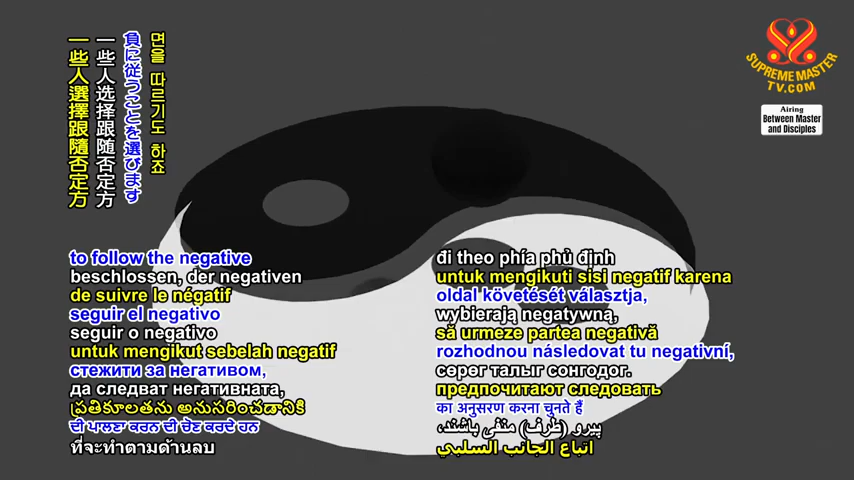 면을 따르기도 하죠
負に従うことを選びます
一些人选择跟随否定方
一些人選擇跟隨否定方
SUPREME MASTER
TV.COM
Airing
Between Master
and Disciples
to follow the negative
beschlossen, der negativen
de suivre le négatif
seguir el negativo
seguir o negativo
untuk mengikut sebelah negatif
стежити за негативом,
да следват негативната,
ప్రతికూలతను అనుసరించడానికి
ਦੀ ਪਾਲਣਾ ਕਰਨ ਦੀ ਚੋਣ ਕਰਦੇ ਹਨ
ที่จะทำตามด้านลบ
đi theo phía phủ định
untuk mengikuti sisi negatif karena
oldal követését választja,
wybierają negatywną,
să urmeze partea negativă
rozhodnou následovat tu negativní,
сөрөг талыг сонгодог.
предпочитают следовать
का अनुसरण करना चुनते हैं
پیرو (طرف) منفی باشند،
اتباع الجانب السلبي